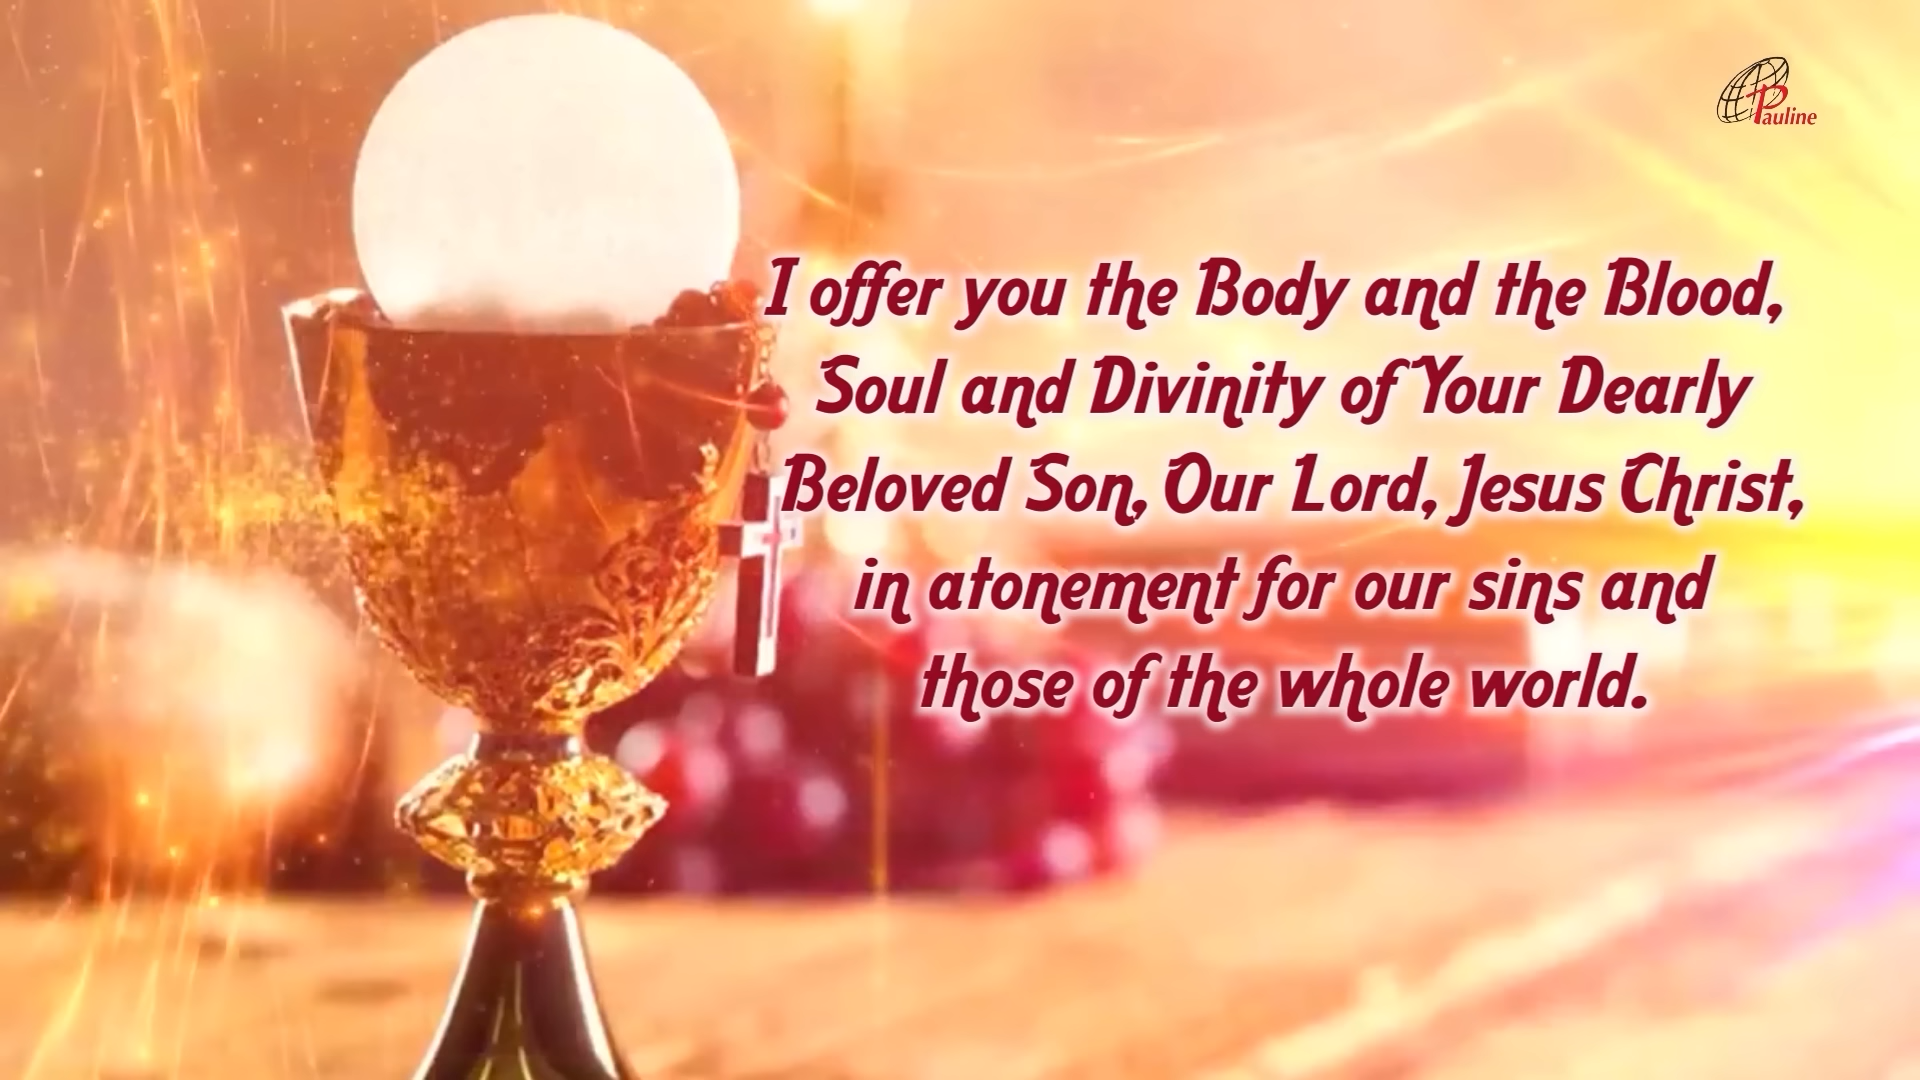 Pauline
I offer you the Body and the Blood,
Soul and Divinity of Your Dearly
Beloved Son, Our Lord, Jesus Christ,
in atonement for our sins and
those of the whole world.